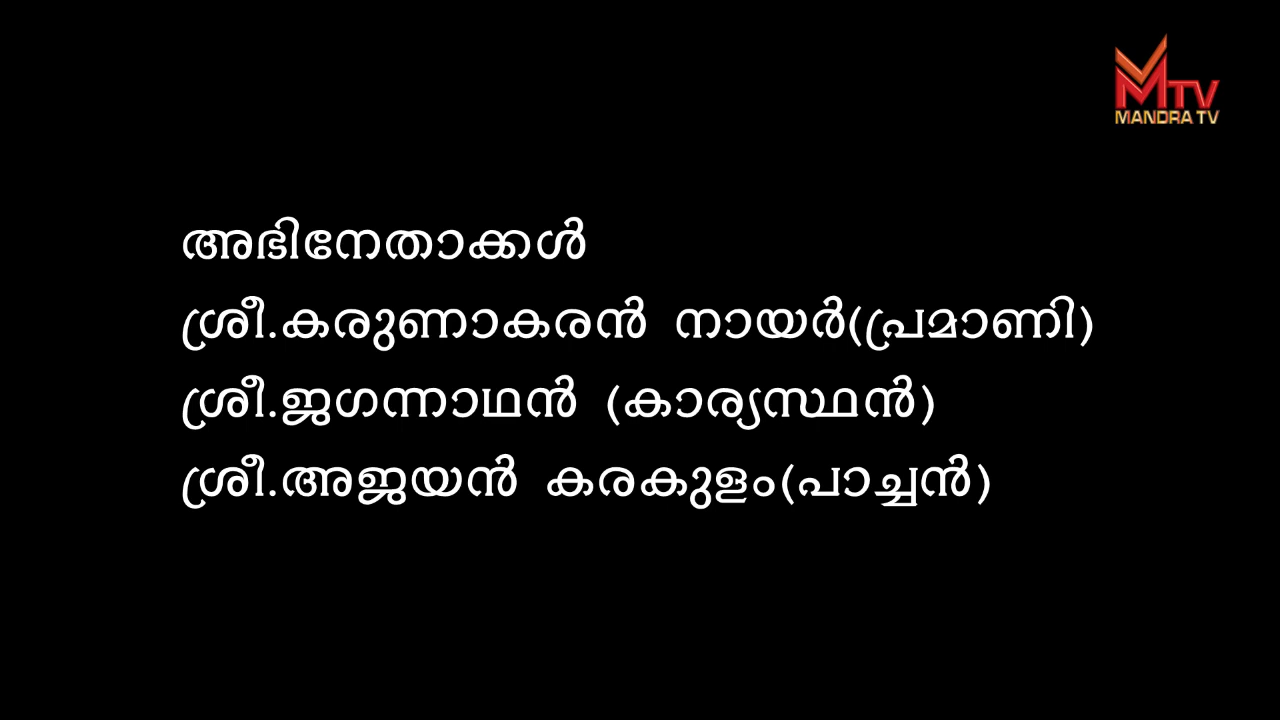 MTV
MANDRA TV
അഭിനേതാക്കൾ
ശ്രീ.കരുണാകരൻ നായർ(പ്രമാണി)
ശ്രീ.ജഗന്നാഥൻ (കാര്യസ്ഥൻ)
ശ്രീ.അജയൻ കരകുളം(പാച്ചൻ)